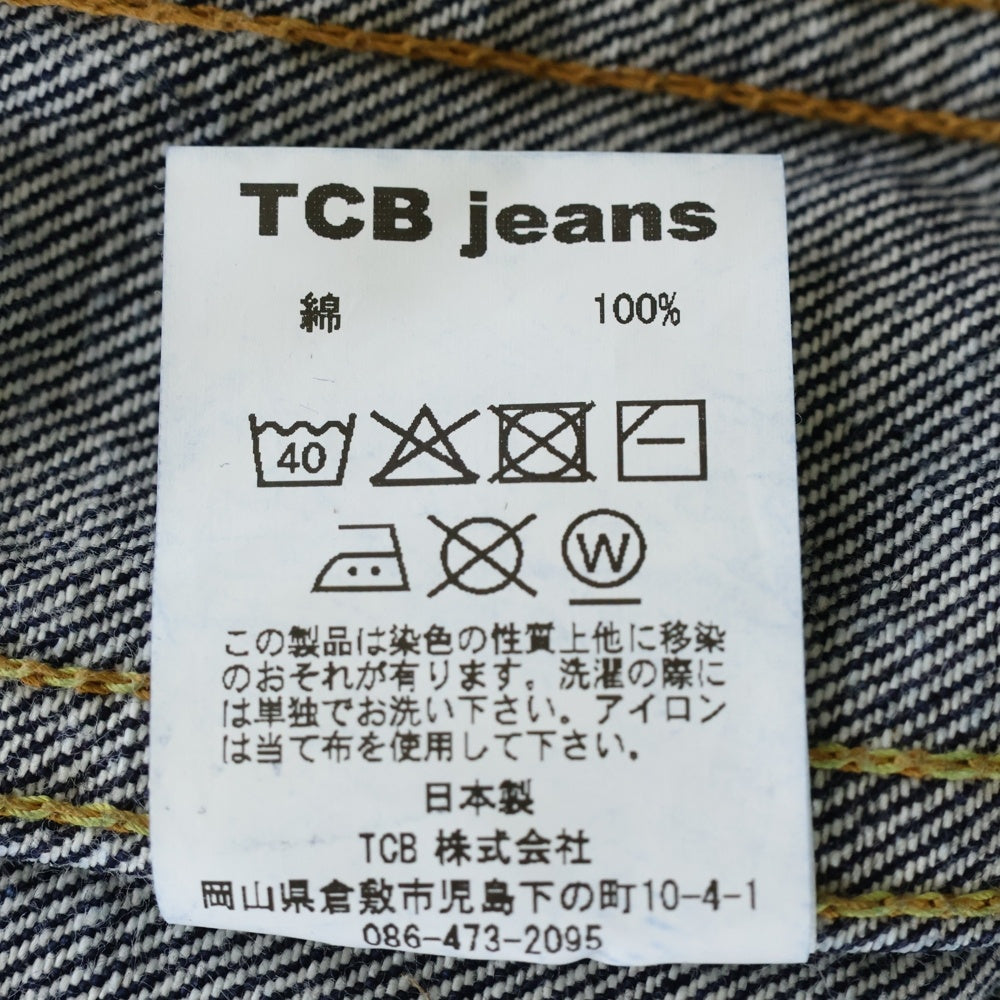 TCB jeans
綿 100%
40
W
この製品は染色の性質上他に移染
のおそれが有ります。洗濯の際に
は単独でお洗い下さい。アイロン
は当て布を使用して下さい。
日本製
TCB 株式会社
岡山県倉敷市児島下の町10-4-1
086-473-2095